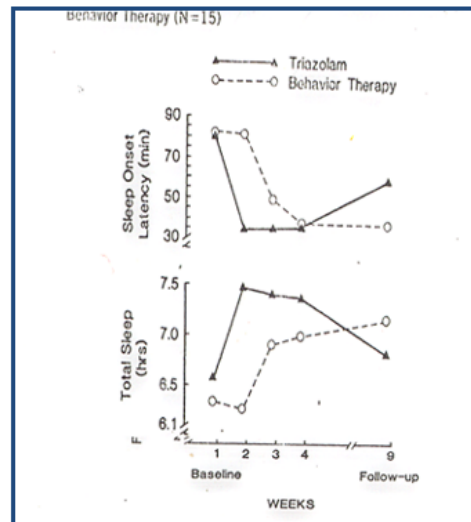 Behavior Therapy (N=15)
Triazolam
Behavior Therapy
90
70
50
30
Sleep Onset
Latency (min)
7.5
7.0
6.5
6.1
Total Sleep
(hrs)
F
1 2 3 4 9
Baseline Follow-up
WEEKS